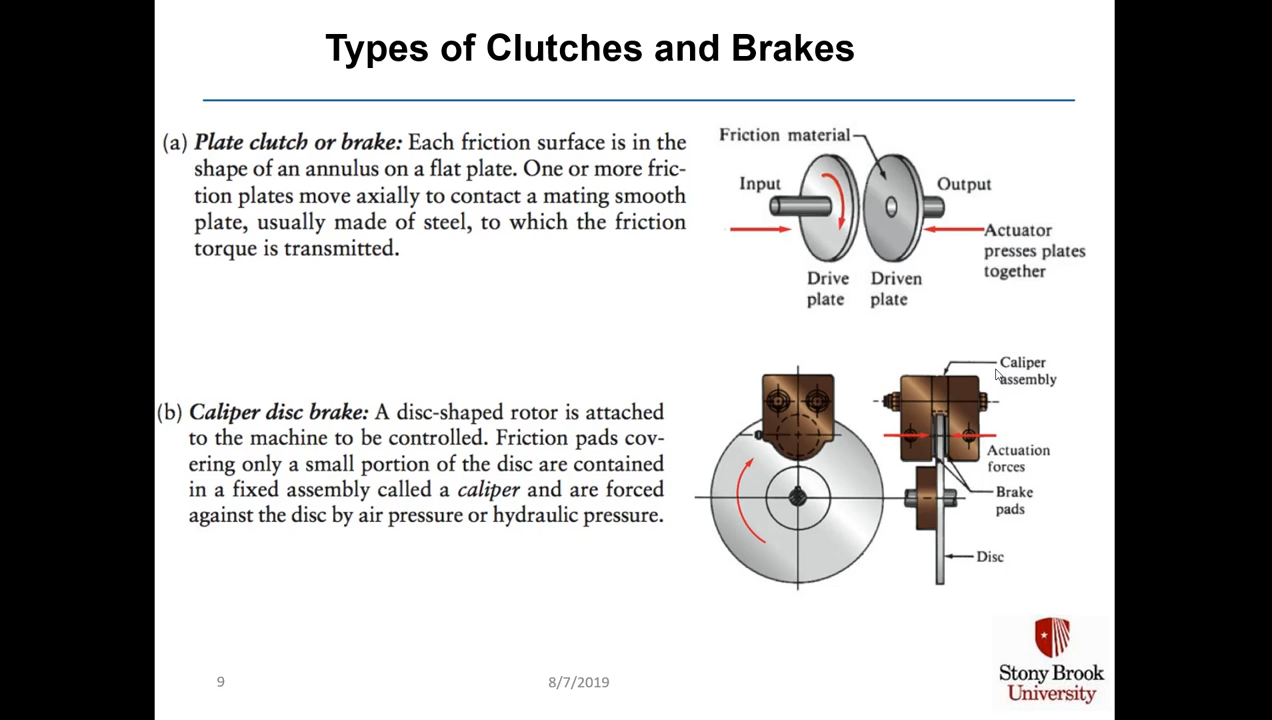 Types of Clutches and Brakes
(a) Plate clutch or brake: Each friction surface is in the
shape of an annulus on a flat plate. One or more fric-
tion plates move axially to contact a mating smooth
plate, usually made of steel, to which the friction
torque is transmitted.
Friction material
Input
Output
Actuator
presses plates
together
Drive
plate
Driven
plate
(b) Caliper disc brake: A disc-shaped rotor is attached
to the machine to be controlled. Friction pads cov-
ering only a small portion of the disc are contained
in a fixed assembly called a caliper and are forced
against the disc by air pressure or hydraulic pressure.
Caliper
assembly
Actuation
forces
Brake
pads
Disc
9
8/7/2019
Stony Brook
University